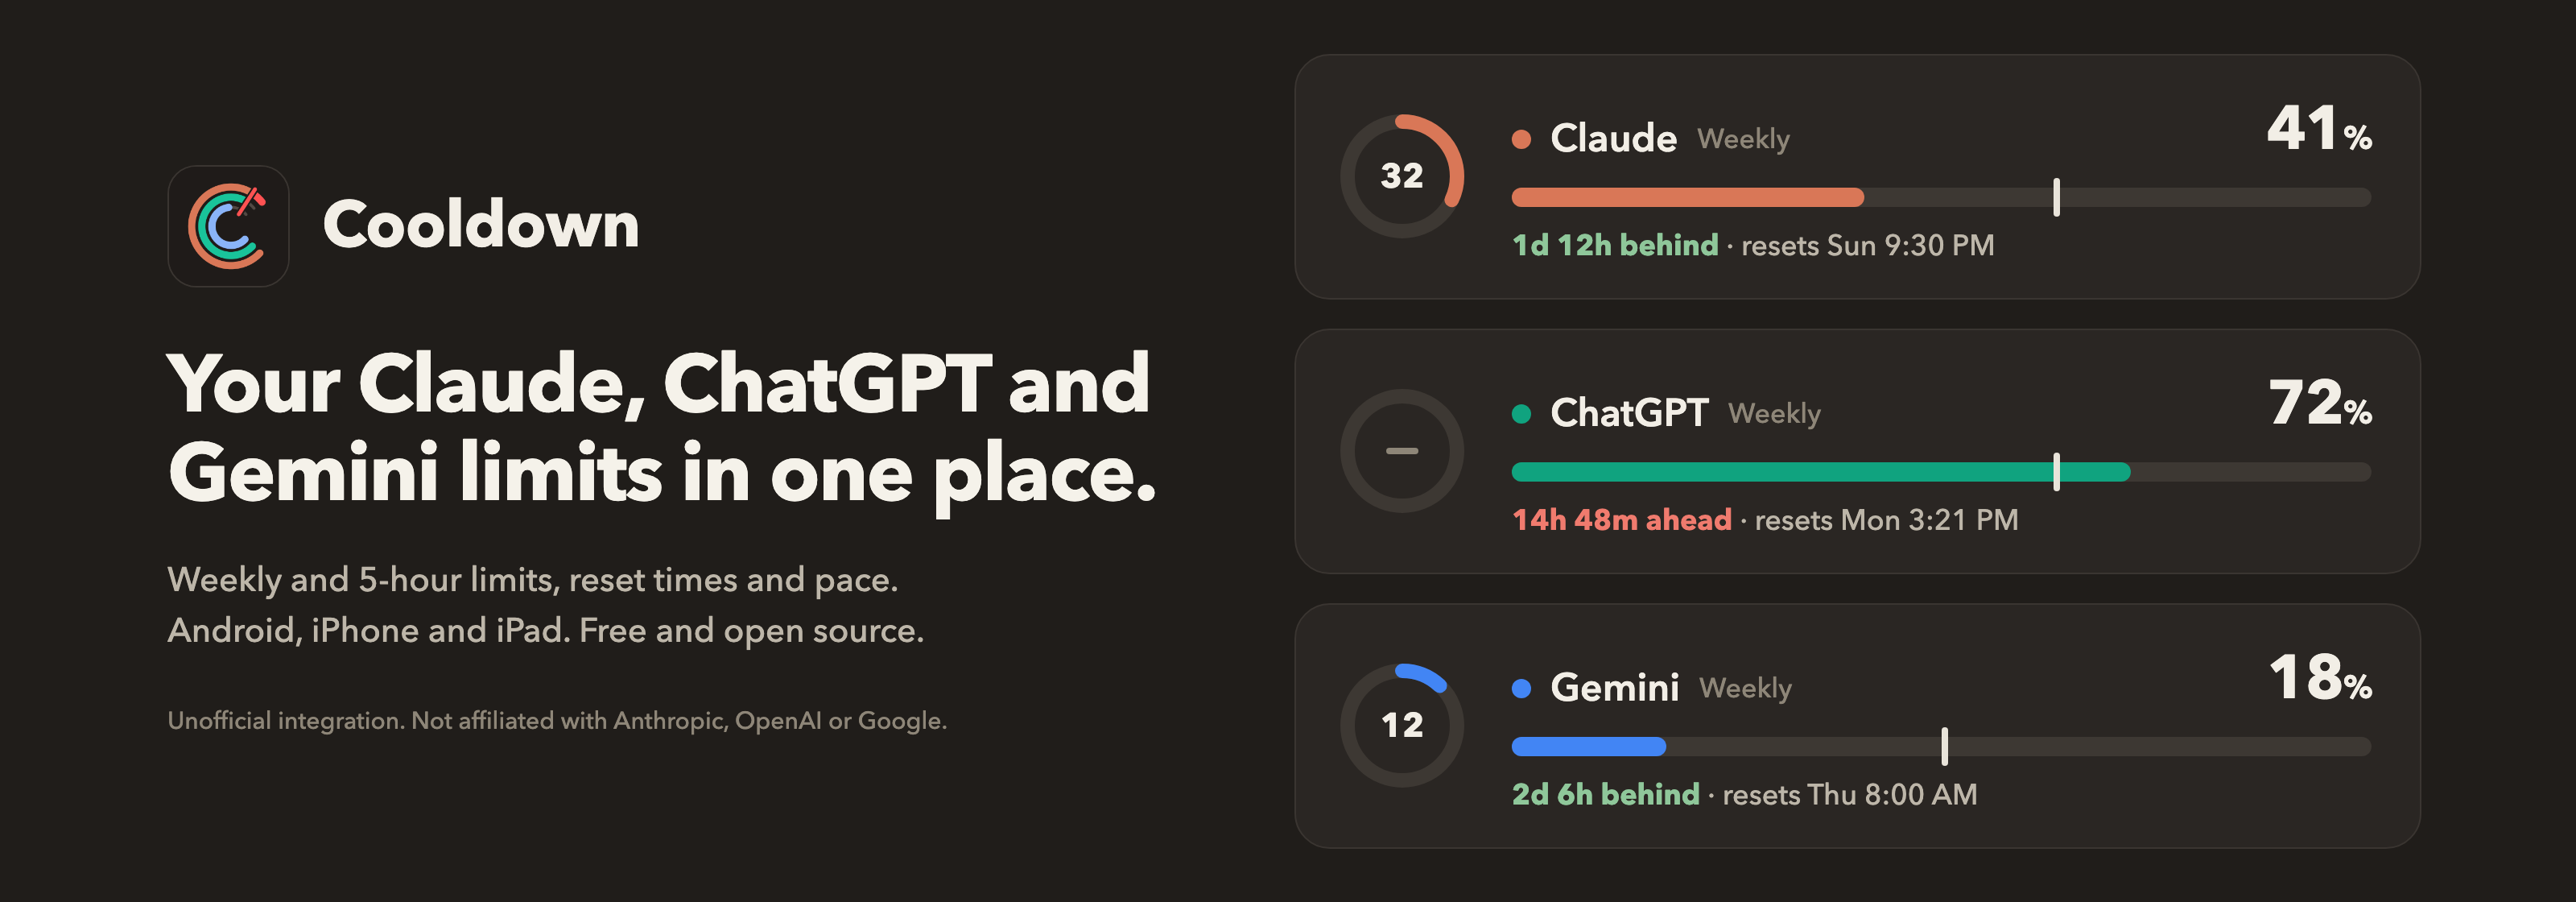 Cooldown
Your Claude, ChatGPT and
Gemini limits in one place.
Weekly and 5-hour limits, reset times and pace.
Android, iPhone and iPad. Free and open source.
Unofficial integration. Not affiliated with Anthropic, OpenAI or Google.
32
Claude Weekly 41%
1d 12h behind · resets Sun 9:30 PM
–
ChatGPT Weekly 72%
14h 48m ahead · resets Mon 3:21 PM
12
Gemini Weekly 18%
2d 6h behind · resets Thu 8:00 AM